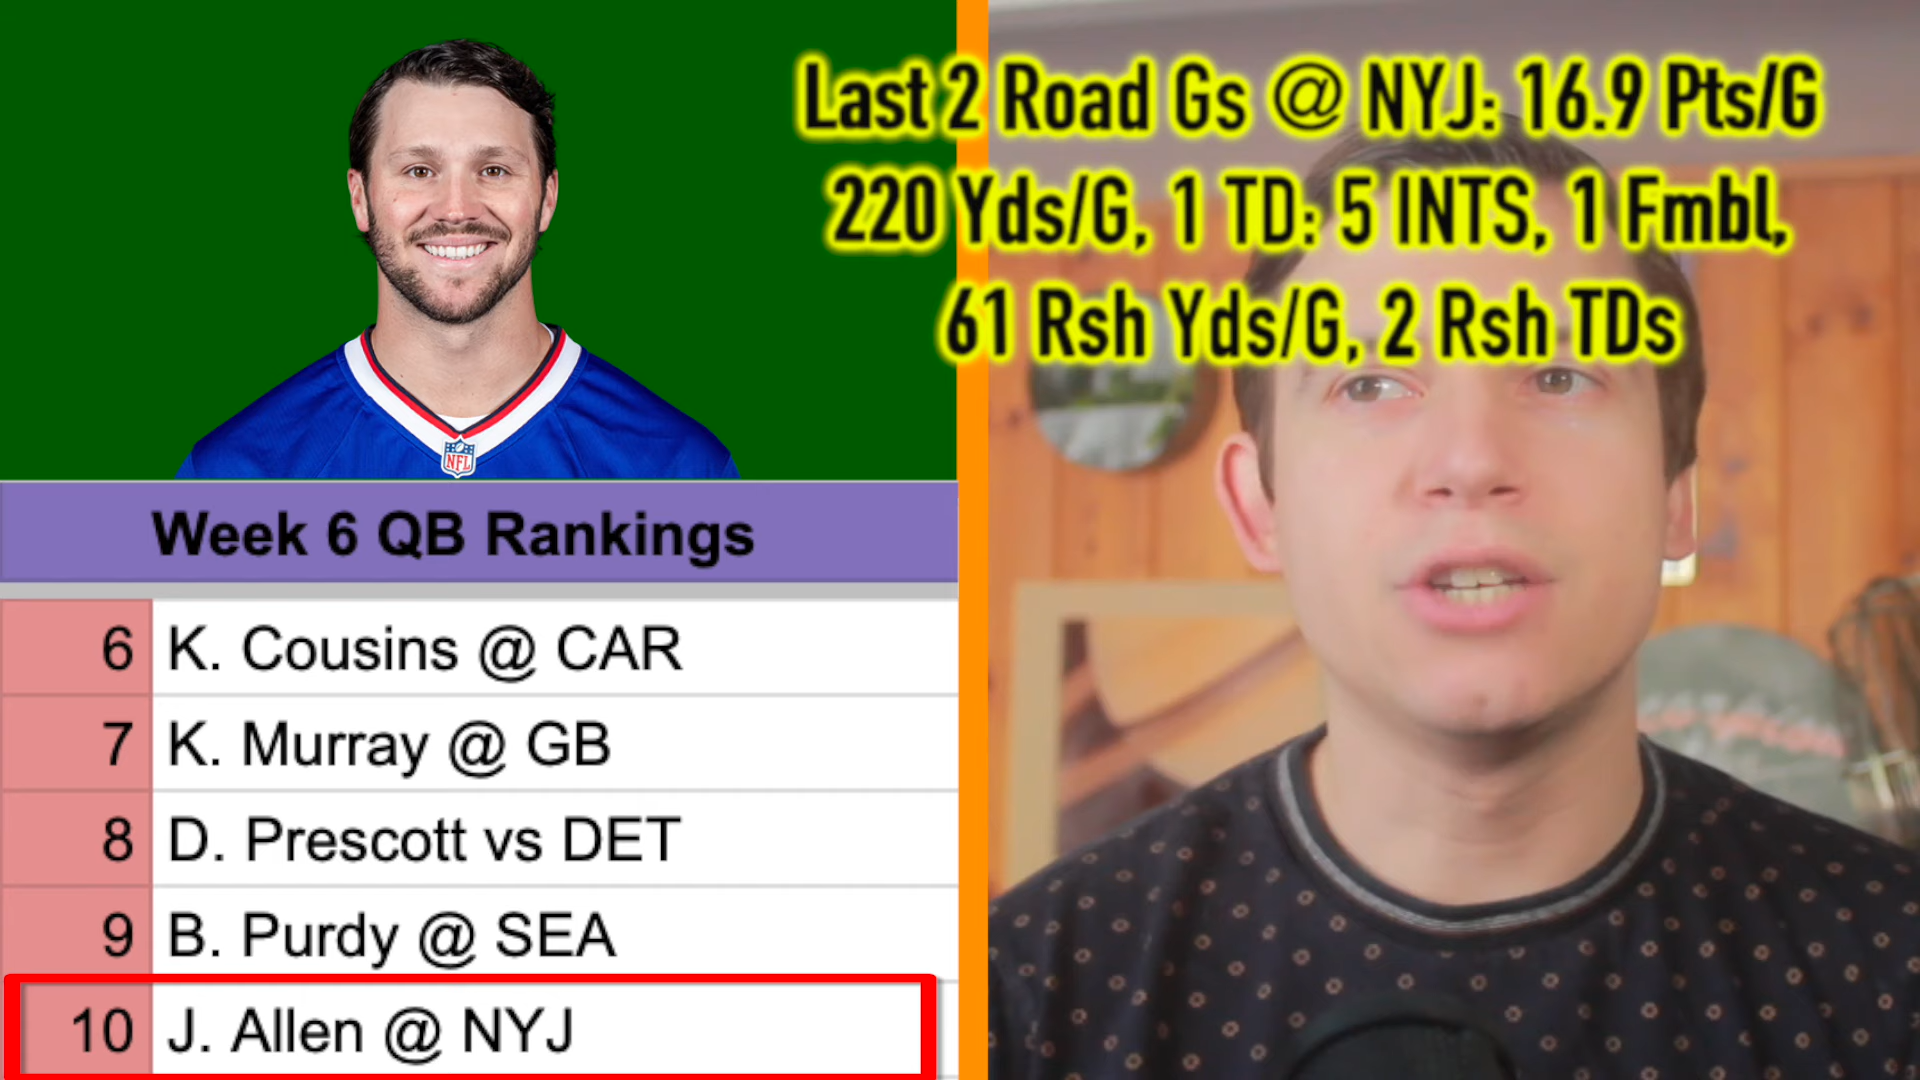 Last 2 Road Gs @ NYJ: 16.9 Pts/G
220 Yds/G, 1 TD: 5 INTS, 1 Fmbl,
61 Rsh Yds/G, 2 Rsh TDs
NFL
Week 6 QB Rankings
6 K. Cousins @ CAR
7 K. Murray @ GB
8 D. Prescott vs DET
9 B. Purdy @ SEA
10 J. Allen @ NYJ